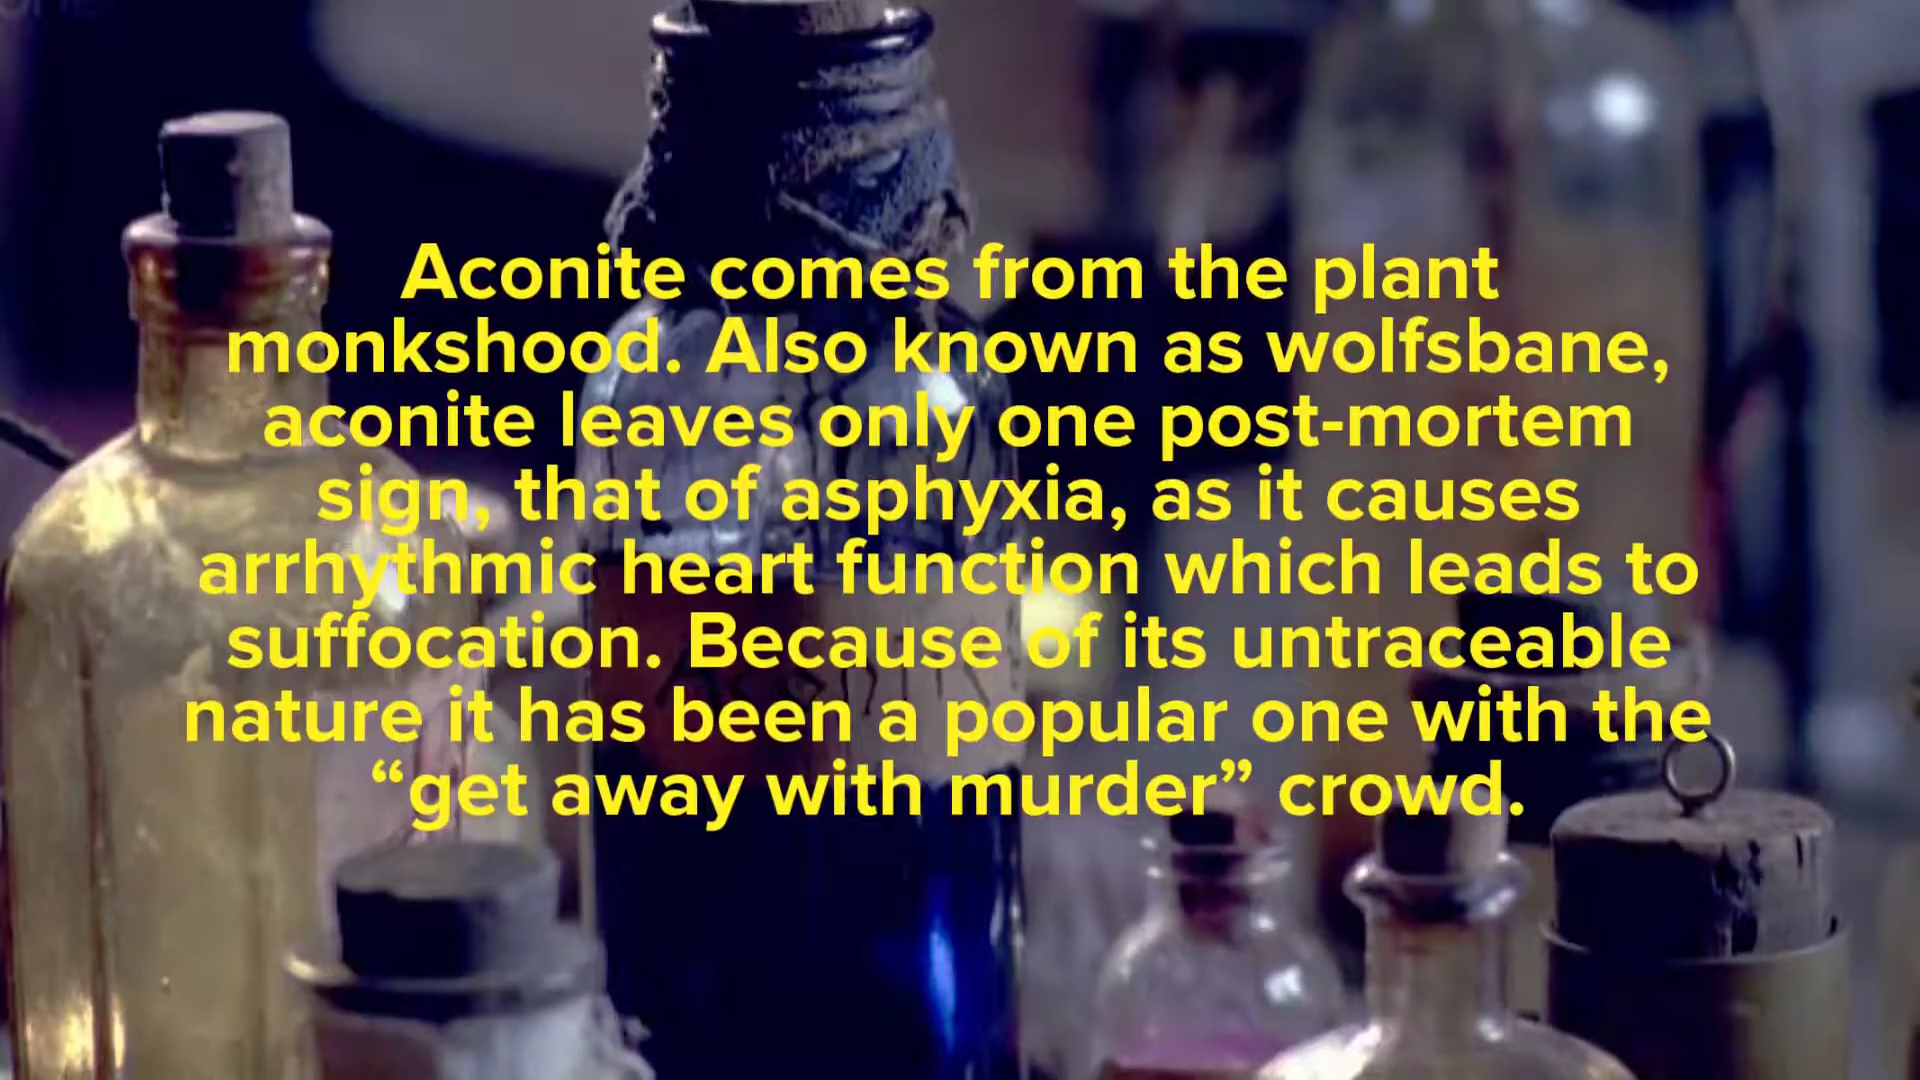 Aconite comes from the plant
monkshood. Also known as wolfsbane,
aconite leaves only one post-mortem
sign, that of asphyxia, as it causes
arrhythmic heart function which leads to
suffocation. Because of its untraceable
nature it has been a popular one with the
“get away with murder” crowd.